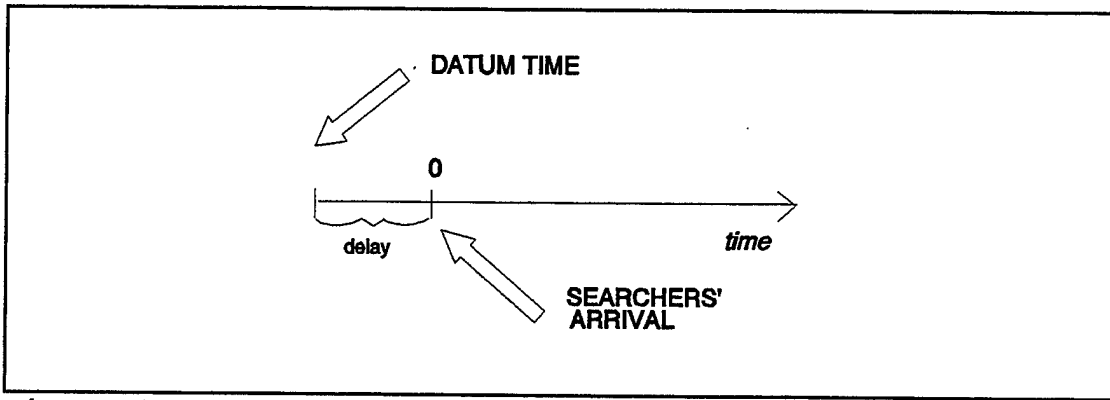 DATUM TIME
0
delay
time
SEARCHERS'
ARRIVAL